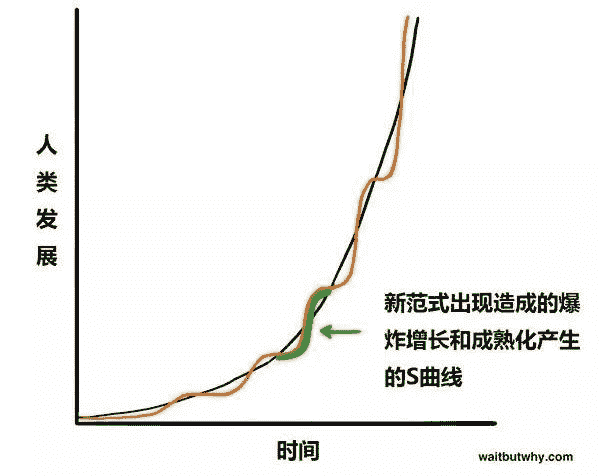 人类发展
新范式出现造成的爆
炸增长和成熟化产生
的S曲线
时间
waitbutwhy.com